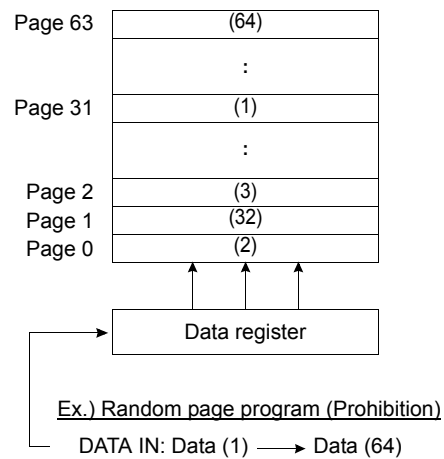 Page 63 (64)
:
Page 31 (1)
:
Page 2 (3)
Page 1 (32)
Page 0 (2)
Data register
Ex.) Random page program (Prohibition)
DATA IN: Data (1) → Data (64)